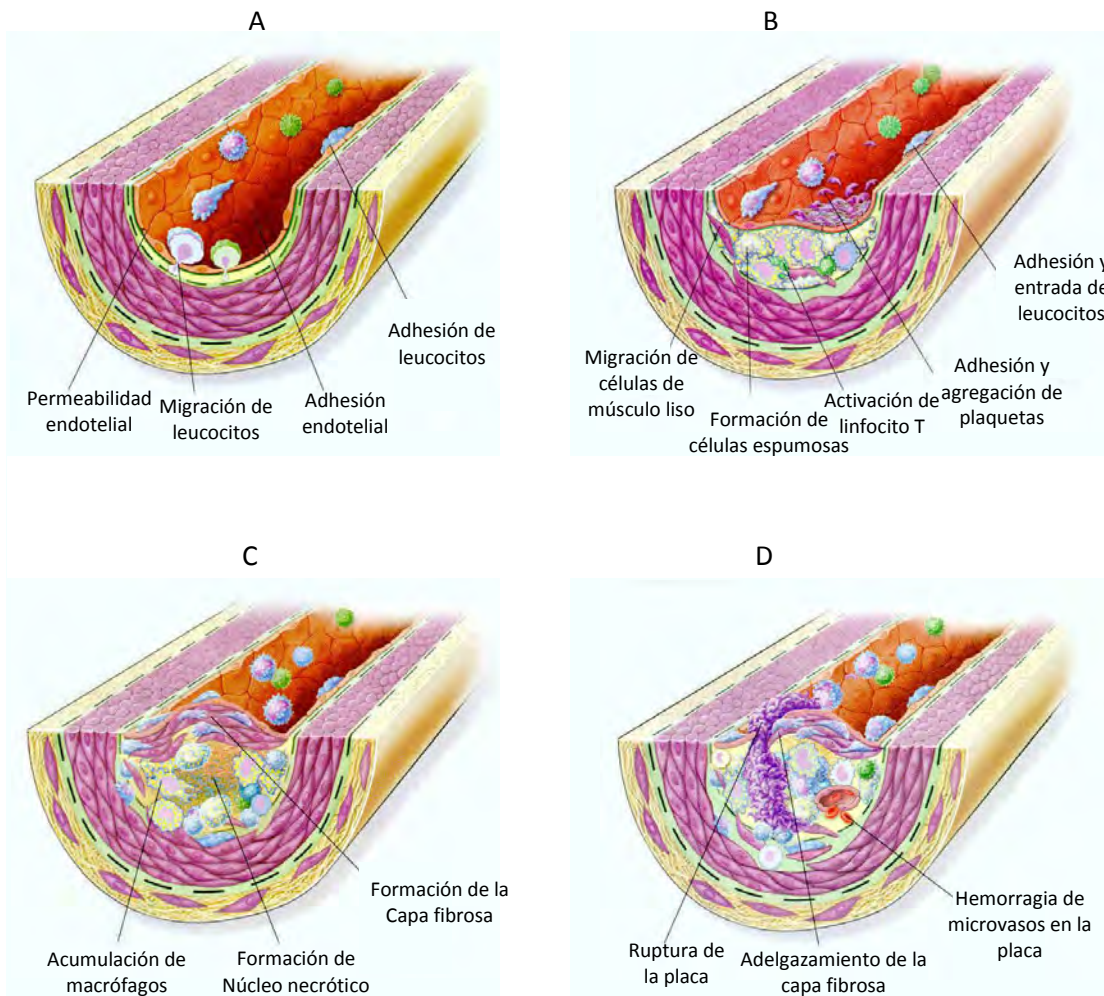 A
Permeabilidad
endotelial
Migración de
leucocitos
Adhesión
endotelial
Adhesión de
leucocitos
B
Migración de
células de
músculo liso
Formación de
células espumosas
Activación de
linfocito T
Adhesión y
agregación de
plaquetas
Adhesión y
entrada de
leucocitos
C
Acumulación de
macrófagos
Formación de
Núcleo necrótico
Formación de la
Capa fibrosa
D
Ruptura de
la placa
Adelgazamiento de la
capa fibrosa
Hemorragia de
microvasos en la
placa